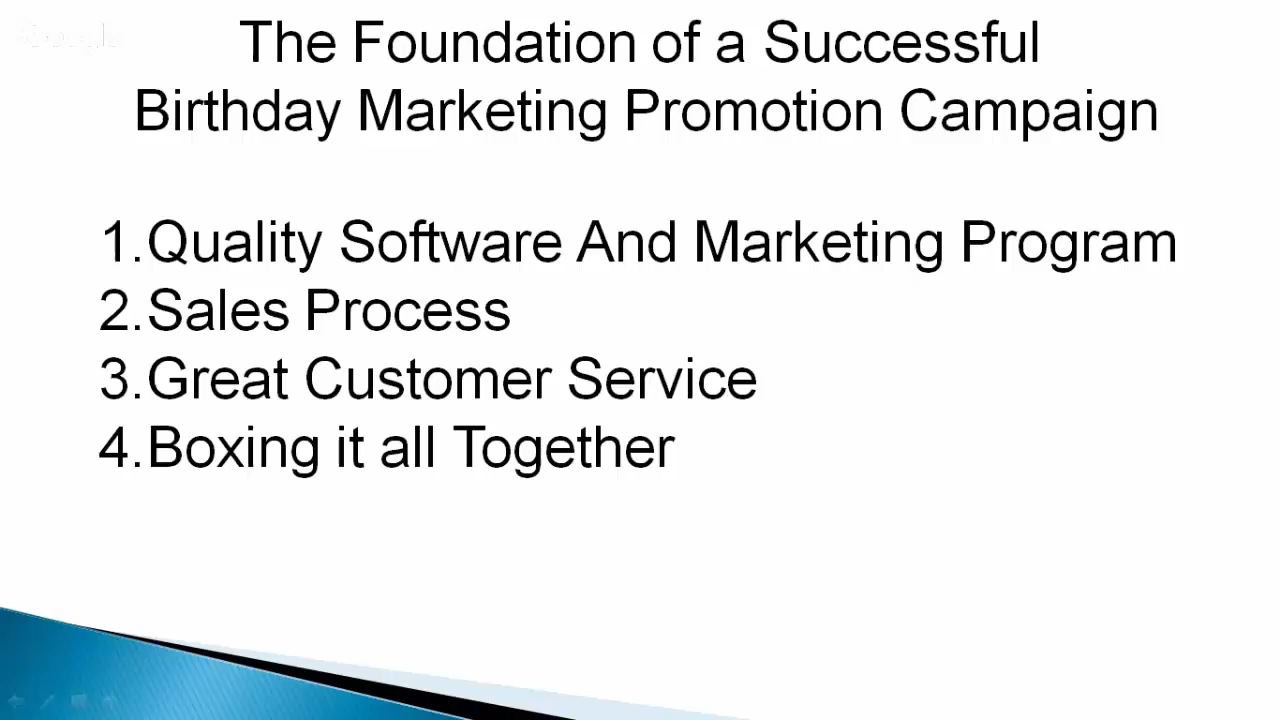 Google
The Foundation of a Successful
Birthday Marketing Promotion Campaign
1.Quality Software And Marketing Program
2.Sales Process
3.Great Customer Service
4.Boxing it all Together